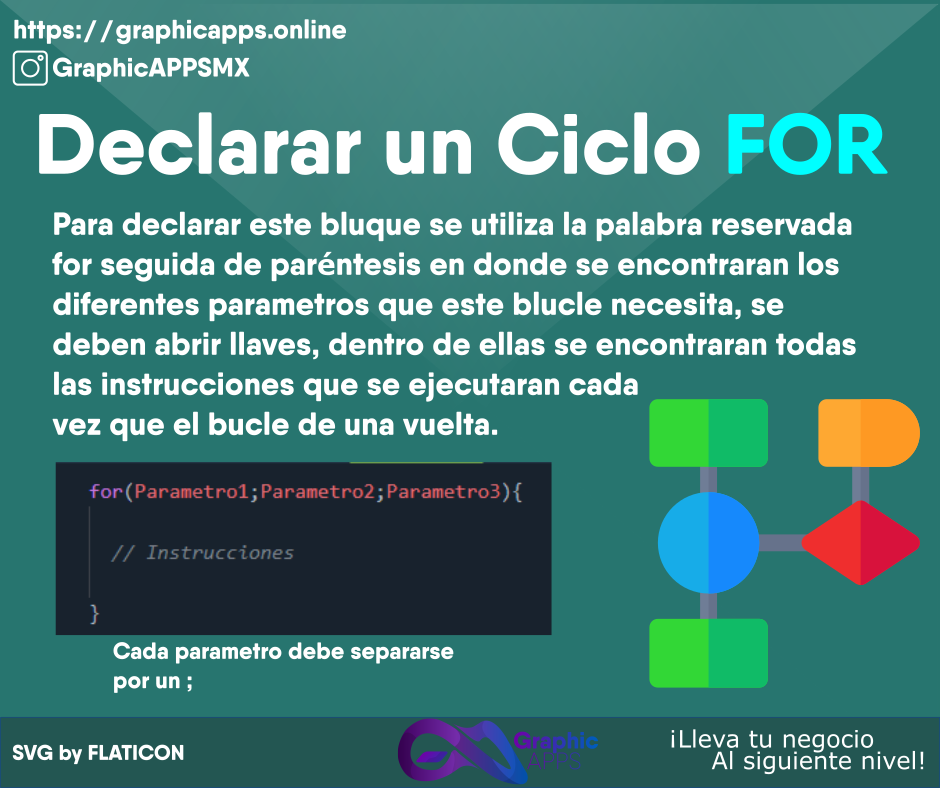 https://graphicapps.online
GraphicAPPSMX
Declarar un Ciclo FOR
Para declarar este bluque se utiliza la palabra reservada
for seguida de paréntesis en donde se encontraran los
diferentes parametros que este blucle necesita, se
deben abrir llaves, dentro de ellas se encontraran todas
las instrucciones que se ejecutaran cada
vez que el bucle de una vuelta.
for(Parametro1;Parametro2;Parametro3){
// Instrucciones
}
Cada parametro debe separarse
por un ;
SVG by FLATICON
Graphic
APPS
¡Lleva tu negocio
Al siguiente nivel!